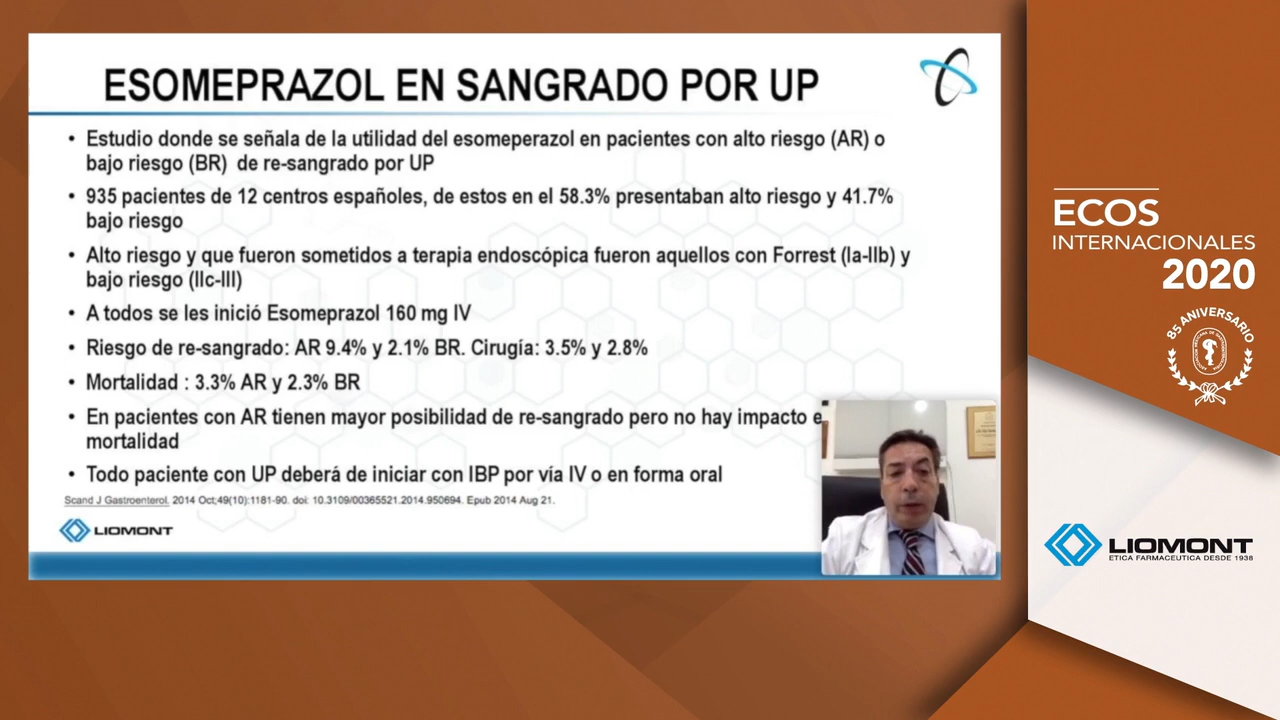 ESOMEPRAZOL EN SANGRADO POR UP
• Estudio donde se señala de la utilidad del esomeperazol en pacientes con alto riesgo (AR) o
bajo riesgo (BR) de re-sangrado por UP
• 935 pacientes de 12 centros españoles, de estos en el 58.3% presentaban alto riesgo y 41.7%
bajo riesgo
• Alto riesgo y que fueron sometidos a terapia endoscópica fueron aquellos con Forrest (Ia-IIb) y
bajo riesgo (IIc-III)
• A todos se les inició Esomeprazol 160 mg IV
• Riesgo de re-sangrado: AR 9.4% y 2.1% BR. Cirugía: 3.5% y 2.8%
• Mortalidad : 3.3% AR y 2.3% BR
• En pacientes con AR tienen mayor posibilidad de re-sangrado pero no hay impacto e
mortalidad
• Todo paciente con UP deberá de iniciar con IBP por vía IV o en forma oral
Scand J Gastroenterol. 2014 Oct;49(10):1181-90. doi: 10.3109/00365521.2014.950694. Epub 2014 Aug 21.
LIOMONT
ECOS
INTERNACIONALES
2020
85 ANIVERSARIO
LIOMONT
ETICA FARMACEUTICA DESDE 1938